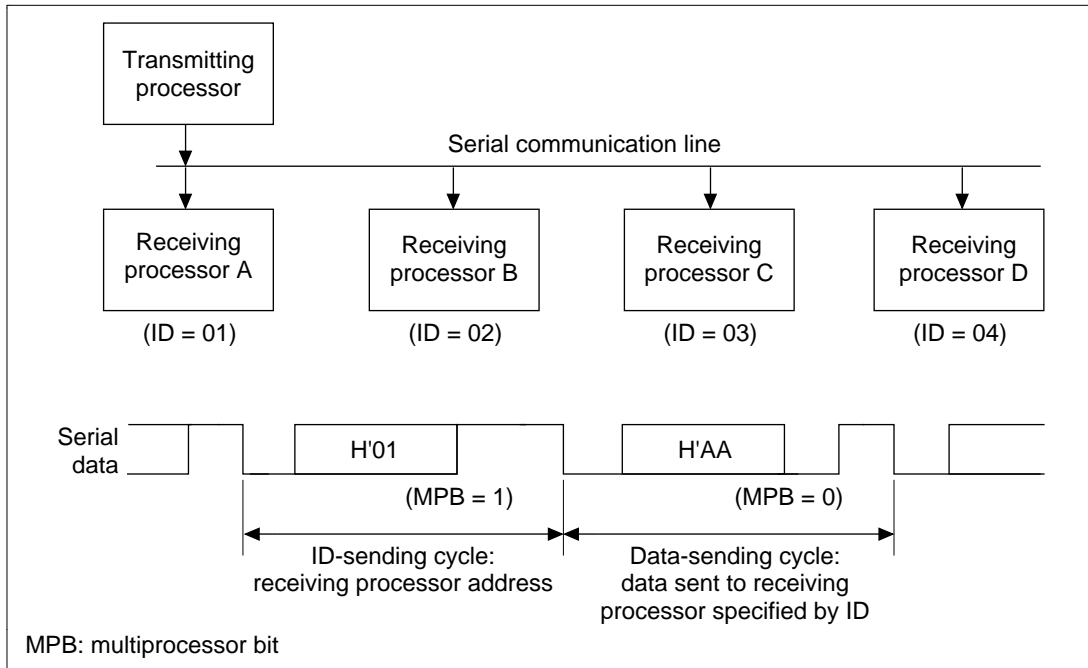 Transmitting
processor
Serial communication line
Receiving
processor A
Receiving
processor B
Receiving
processor C
Receiving
processor D
(ID = 01)
(ID = 02)
(ID = 03)
(ID = 04)
Serial
data
H'01
H'AA
(MPB = 1)
(MPB = 0)
ID-sending cycle:
receiving processor address
Data-sending cycle:
data sent to receiving
processor specified by ID
MPB: multiprocessor bit